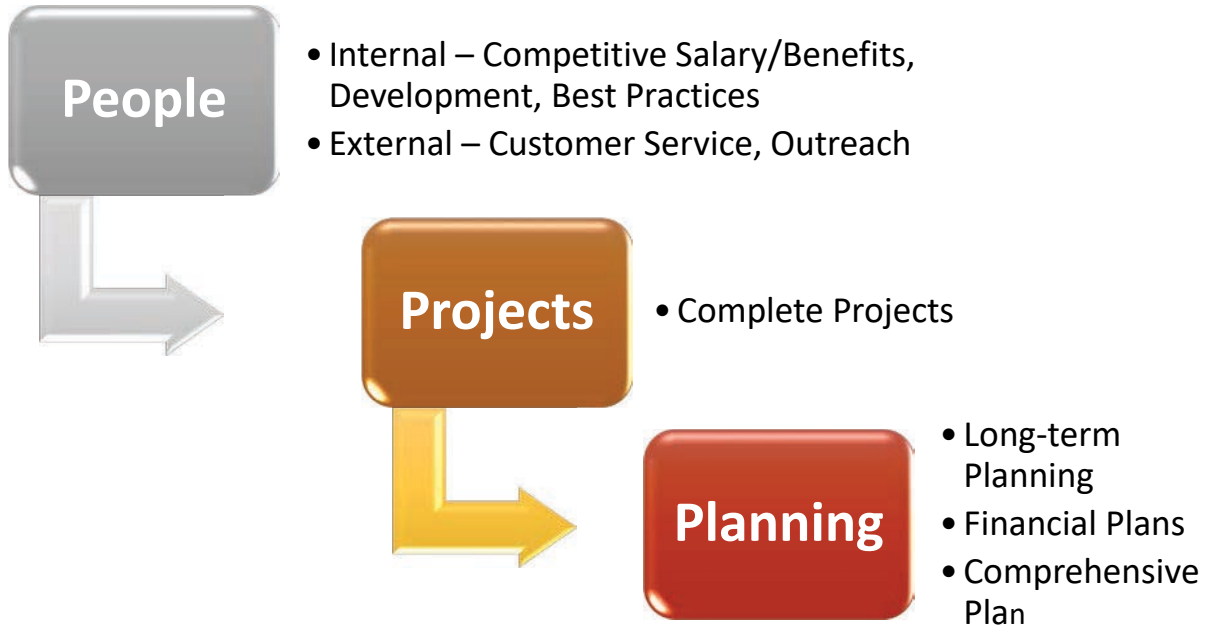 People
• Internal – Competitive Salary/Benefits,
Development, Best Practices
• External – Customer Service, Outreach
Projects
• Complete Projects
Planning
• Long-term
Planning
• Financial Plans
• Comprehensive
Plan